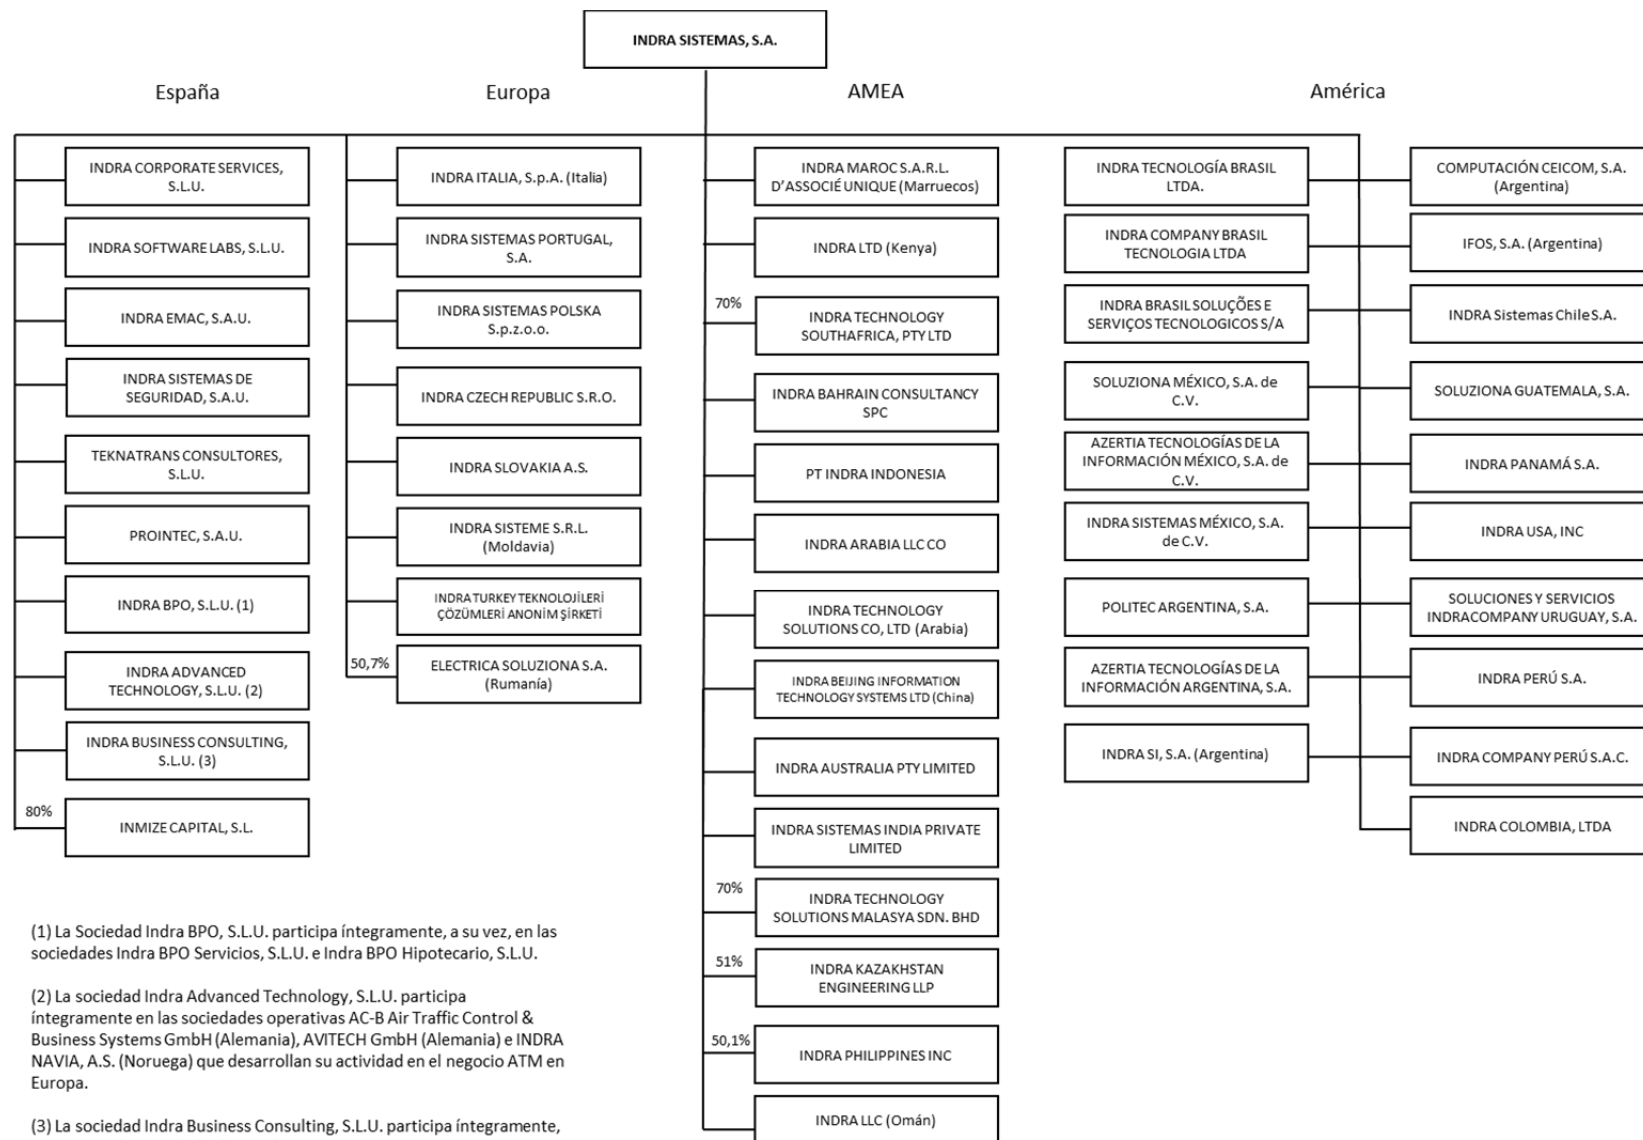 INDRA SISTEMAS, S.A.
España
Europa
AMEA
América
INDRA CORPORATE SERVICES,
S.L.U.
INDRA SOFTWARE LABS, S.L.U.
INDRA EMAC, S.A.U.
INDRA SISTEMAS DE
SEGURIDAD, S.A.U.
TEKNATRANS CONSULTORES,
S.L.U.
PROINTEC, S.A.U.
INDRA BPO, S.L.U. (1)
INDRA ADVANCED
TECHNOLOGY, S.L.U. (2)
INDRA BUSINESS CONSULTING,
S.L.U. (3)
80%
INMIZE CAPITAL, S.L.
INDRA ITALIA, S.p.A. (Italia)
INDRA SISTEMAS PORTUGAL,
S.A.
INDRA SISTEMAS POLSKA
S.p.z.o.o.
INDRA CZECH REPUBLIC S.R.O.
INDRA SLOVAKIA A.S.
INDRA SISTEME S.R.L.
(Moldavia)
INDRA TURKEY TEKNOLOJİLERİ
ÇÖZÜMLERİ ANONİM ŞİRKETİ
50,7%
ELECTRICA SOLUZIONA S.A.
(Rumanía)
INDRA MAROC S.A.R.L.
D'ASSOCIÉ UNIQUE (Marruecos)
INDRA LTD (Kenya)
70%
INDRA TECHNOLOGY
SOUTHAFRICA, PTY LTD
INDRA BAHRAIN CONSULTANCY
SPC
PT INDRA INDONESIA
INDRA ARABIA LLC CO
INDRA TECHNOLOGY
SOLUTIONS CO, LTD (Arabia)
INDRA BEIJING INFORMATION
TECHNOLOGY SYSTEMS LTD (China)
INDRA AUSTRALIA PTY LIMITED
INDRA SISTEMAS INDIA PRIVATE
LIMITED
70%
INDRA TECHNOLOGY
SOLUTIONS MALASYA SDN. BHD
51%
INDRA KAZAKHSTAN
ENGINEERING LLP
50,1%
INDRA PHILIPPINES INC
INDRA LLC (Omán)
INDRA TECNOLOGÍA BRASIL
LTDA.
INDRA COMPANY BRASIL
TECNOLOGIA LTDA
INDRA BRASIL SOLUÇÕES E
SERVIÇOS TECNOLOGICOS S/A
SOLUZIONA MÉXICO, S.A. de
C.V.
AZERTIA TECNOLOGÍAS DE LA
INFORMACIÓN MÉXICO, S.A. de
C.V.
INDRA SISTEMAS MÉXICO, S.A.
de C.V.
POLITEC ARGENTINA, S.A.
AZERTIA TECNOLOGÍAS DE LA
INFORMACIÓN ARGENTINA, S.A.
INDRA SI, S.A. (Argentina)
COMPUTACIÓN CEICOM, S.A.
(Argentina)
IFOS, S.A. (Argentina)
INDRA Sistemas Chile S.A.
SOLUZIONA GUATEMALA, S.A.
INDRA PANAMÁ S.A.
INDRA USA, INC
SOLUCIONES Y SERVICIOS
INDRACOMPANY URUGUAY, S.A.
INDRA PERÚ S.A.
INDRA COMPANY PERÚ S.A.C.
INDRA COLOMBIA, LTDA
(1) La Sociedad Indra BPO, S.L.U. participa íntegramente, a su vez, en las
sociedades Indra BPO Servicios, S.L.U. e Indra BPO Hipotecario, S.L.U.
(2) La sociedad Indra Advanced Technology, S.L.U. participa
íntegramente en las sociedades operativas AC-B Air Traffic Control &
Business Systems GmbH (Alemania), AVITECH GmbH (Alemania) e INDRA
NAVIA, A.S. (Noruega) que desarrollan su actividad en el negocio ATM en
Europa.
(3) La sociedad Indra Business Consulting, S.L.U. participa íntegramente,